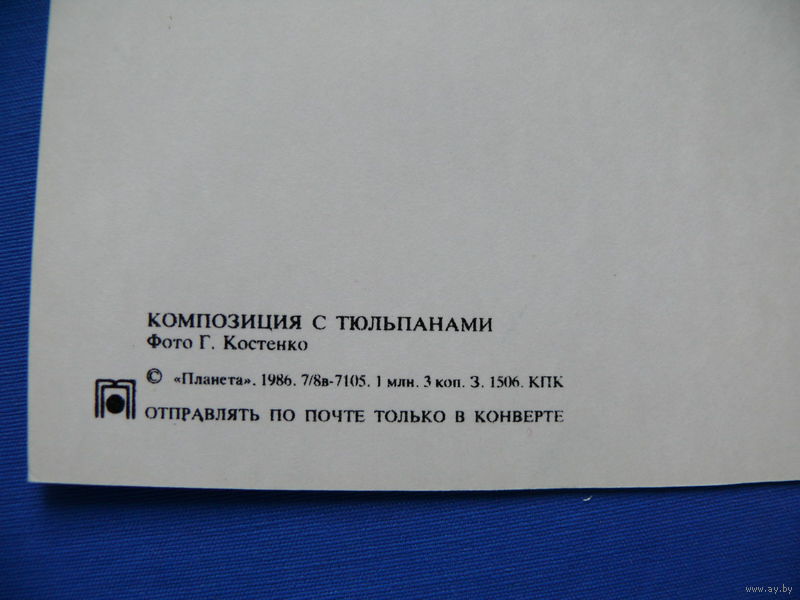 КОМПОЗИЦИЯ С ТЮЛЬПАНАМИ
Фото Г. Костенко
© «Планета». 1986. 7/8в-7105. 1 млн. 3 коп. З. 1506. КПК
ОТПРАВЛЯТЬ ПО ПОЧТЕ ТОЛЬКО В КОНВЕРТЕ
www.ay.by